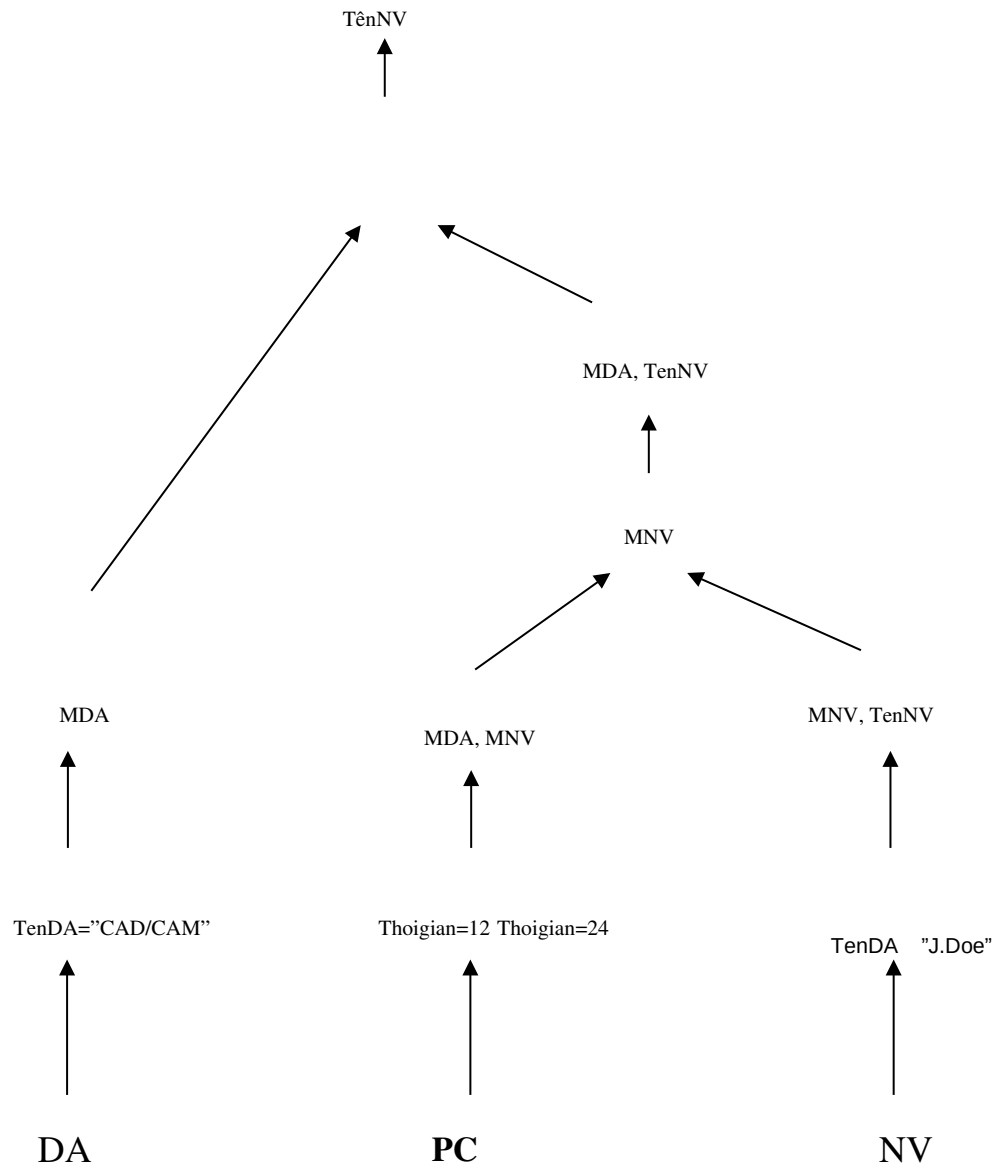 TênNV
MDA, TenNV
MNV
MDA
MDA, MNV
MNV, TenNV
TenDA=”CAD/CAM”
Thoigian=12 Thoigian=24
TenDA ”J.Doe”
DA
PC
NV